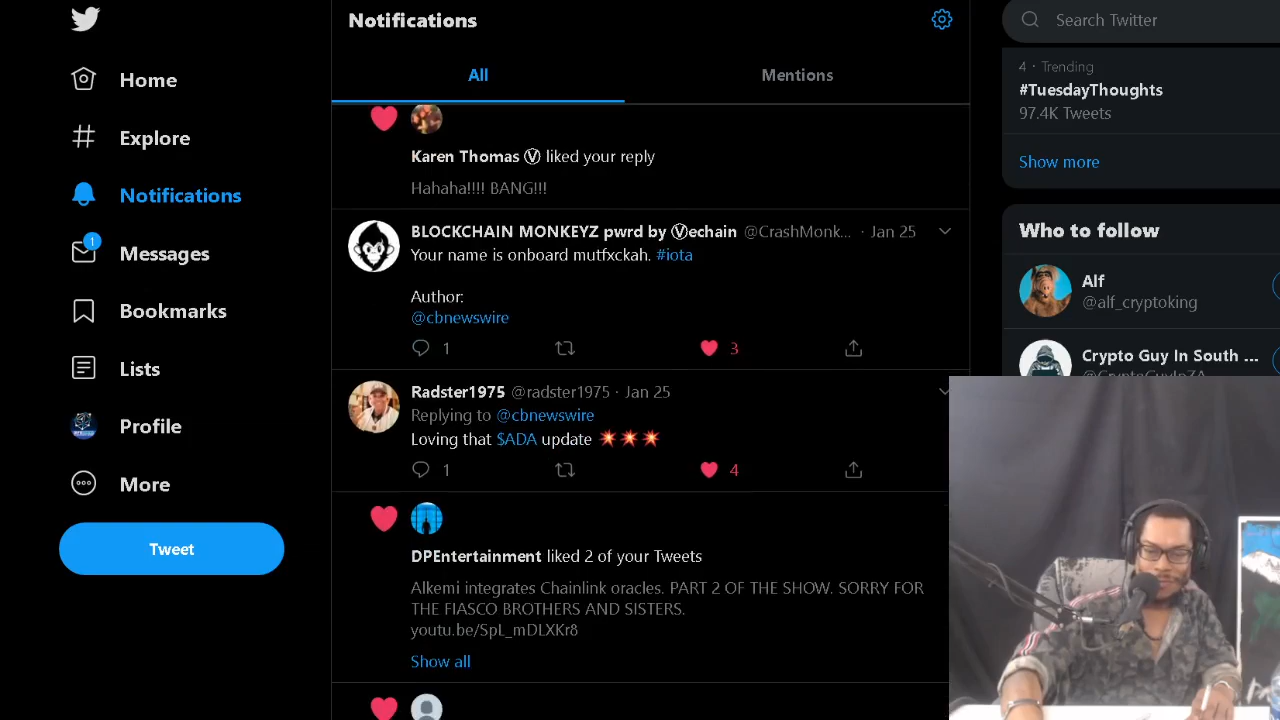 Notifications
Search Twitter
Home
Explore
Notifications
1
Messages
Bookmarks
Lists
Profile
More
Tweet
All
Mentions
Karen Thomas Ⓥ liked your reply
Hahaha!!!! BANG!!!
BLOCKCHAIN MONKEYZ pwrd by Ⓥechain @CrashMonk... · Jan 25
Your name is onboard mutfxckah. #iota
Author:
@cbnewswire
1
3
Radster1975 @radster1975 · Jan 25
Replying to @cbnewswire
Loving that $ADA update 💥💥💥
1
4
DPEntertainment liked 2 of your Tweets
Alkemi integrates Chainlink oracles. PART 2 OF THE SHOW. SORRY FOR
THE FIASCO BROTHERS AND SISTERS.
youtu.be/SpL_mDLXKr8
Show all
4 · Trending
#TuesdayThoughts
97.4K Tweets
Show more
Who to follow
Alf
@alf_cryptoking
Crypto Guy In South ...
@CryptoGuyInZA